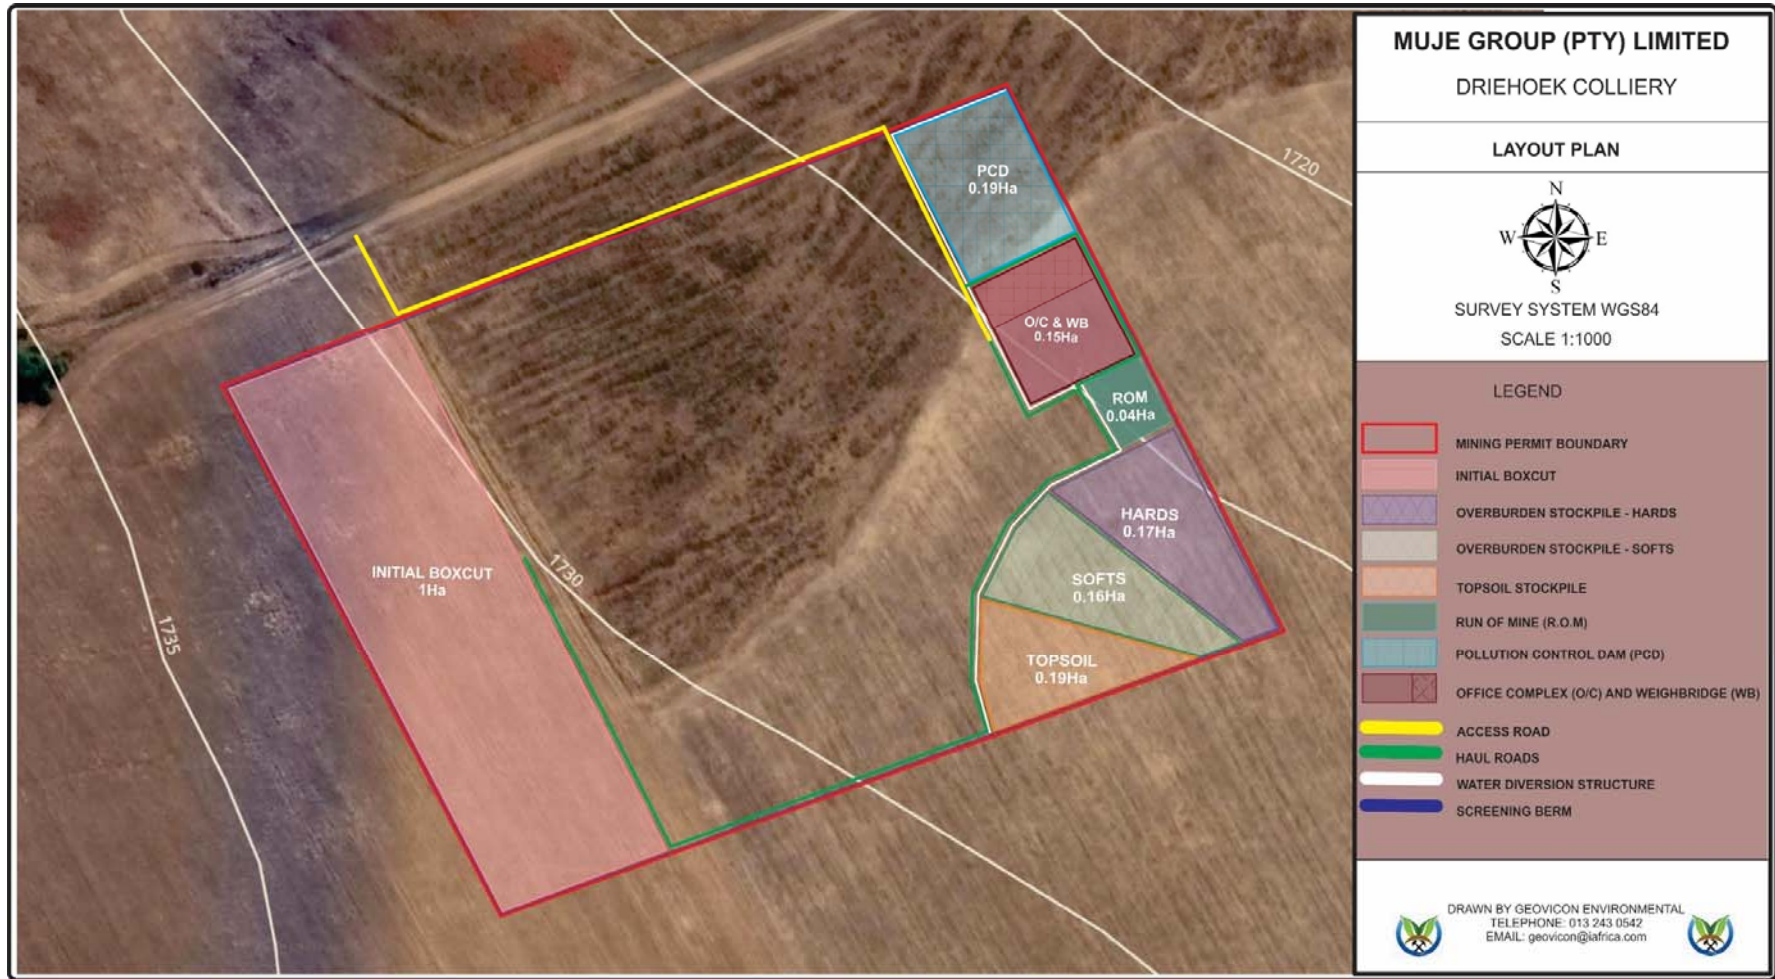 MUJE GROUP (PTY) LIMITED
DRIEHOEK COLLIERY
LAYOUT PLAN
N
W E
S
SURVEY SYSTEM WGS84
SCALE 1:1000
LEGEND
MINING PERMIT BOUNDARY
INITIAL BOXCUT
OVERBURDEN STOCKPILE - HARDS
OVERBURDEN STOCKPILE - SOFTS
TOPSOIL STOCKPILE
RUN OF MINE (R.O.M)
POLLUTION CONTROL DAM (PCD)
OFFICE COMPLEX (O/C) AND WEIGHBRIDGE (WB)
ACCESS ROAD
HAUL ROADS
WATER DIVERSION STRUCTURE
SCREENING BERM
DRAWN BY GEOVICON ENVIRONMENTAL
TELEPHONE: 013 243 0542
EMAIL: geovicon@iafrica.com
1720
PCD
0.19Ha
O/C & WB
0.15Ha
ROM
0.04Ha
HARDS
0.17Ha
SOFTS
0.16Ha
TOPSOIL
0.19Ha
INITIAL BOXCUT
1Ha
1730
1735